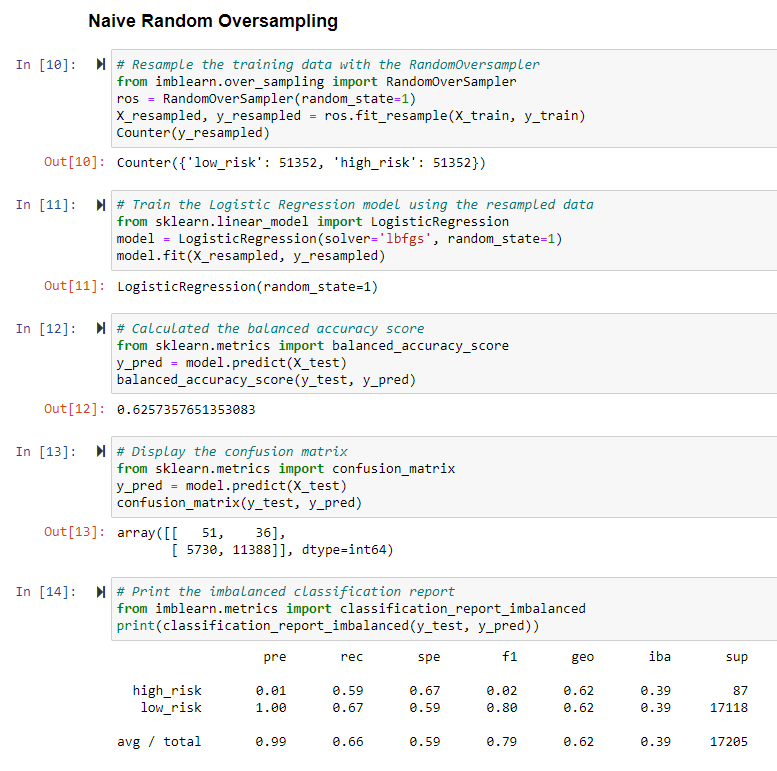 Naive Random Oversampling
In [10]:
# Resample the training data with the RandomOversampler
from imblearn.over_sampling import RandomOverSampler
ros = RandomOverSampler(random_state=1)
X_resampled, y_resampled = ros.fit_resample(X_train, y_train)
Counter(y_resampled)
Out[10]: Counter({'low_risk': 51352, 'high_risk': 51352})
In [11]:
# Train the Logistic Regression model using the resampled data
from sklearn.linear_model import LogisticRegression
model = LogisticRegression(solver='lbfgs', random_state=1)
model.fit(X_resampled, y_resampled)
Out[11]: LogisticRegression(random_state=1)
In [12]:
# Calculated the balanced accuracy score
from sklearn.metrics import balanced_accuracy_score
y_pred = model.predict(X_test)
balanced_accuracy_score(y_test, y_pred)
Out[12]: 0.6257357651353083
In [13]:
# Display the confusion matrix
from sklearn.metrics import confusion_matrix
y_pred = model.predict(X_test)
confusion_matrix(y_test, y_pred)
Out[13]: array([[   51,    36],
       [ 5730, 11388]], dtype=int64)
In [14]:
# Print the imbalanced classification report
from imblearn.metrics import classification_report_imbalanced
print(classification_report_imbalanced(y_test, y_pred))
pre rec spe f1 geo iba sup
high_risk 0.01 0.59 0.67 0.02 0.62 0.39 87
low_risk 1.00 0.67 0.59 0.80 0.62 0.39 17118
avg / total 0.99 0.66 0.59 0.79 0.62 0.39 17205